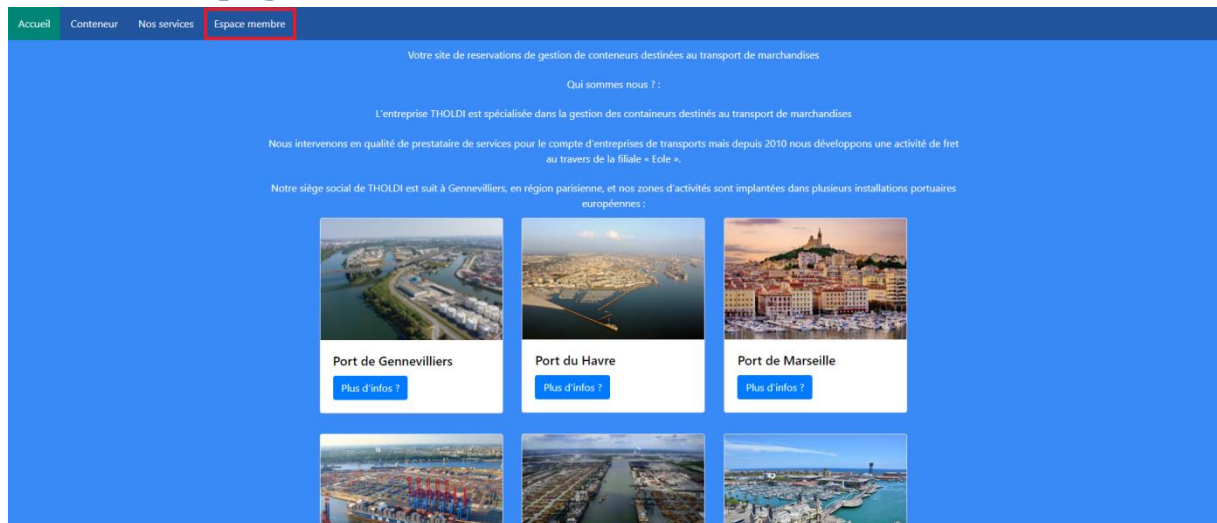 Accueil Conteneur Nos services Espace membre
Votre site de reservations de gestion de conteneurs destinées au transport de marchandises
Qui sommes nous ? :
L'entreprise THOLDI est spécialisée dans la gestion des containeurs destinés au transport de marchandises
Nous intervenons en qualité de prestataire de services pour le compte d'entreprises de transports mais depuis 2010 nous développons une activité de fret
au travers de la filiale « Eole ».
Notre siège social de THOLDI est suit à Gennevilliers, en région parisienne, et nos zones d'activités sont implantées dans plusieurs installations portuaires
européennes :
Port de Gennevilliers Port du Havre Port de Marseille
Plus d'infos ? Plus d'infos ? Plus d'infos ?